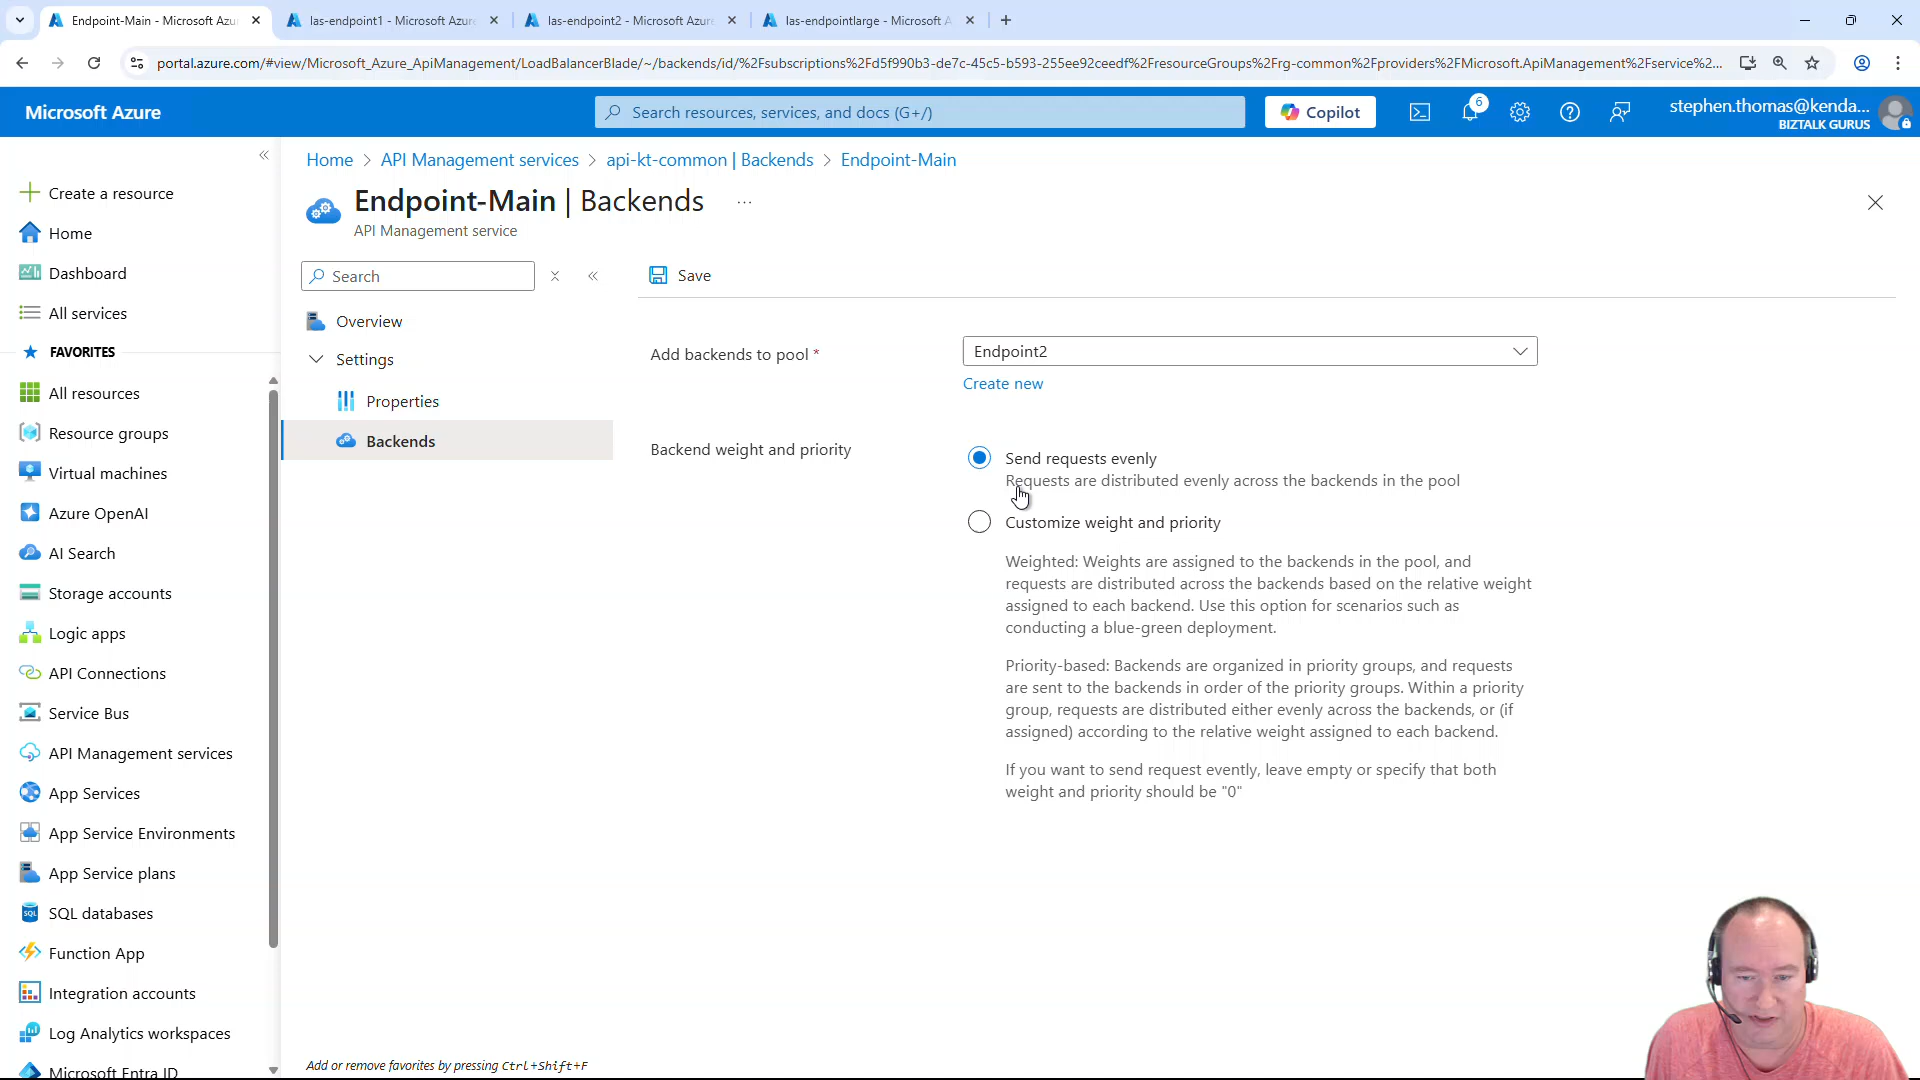 Endpoint-Main - Microsoft Azu
las-endpoint1 - Microsoft Azure
las-endpoint2 - Microsoft Azure
las-endpointlarge - Microsoft A
portal.azure.com/#view/Microsoft_Azure_ApiManagement/LoadBalancerBlade/~/backends/id/%2Fsubscriptions%2Fd5f990b3-de7c-45c5-b593-255ee92ceedf%2FresourceGroups%2Frg-common%2Fproviders%2FMicrosoft.ApiManagement%2Fservice%2...
Microsoft Azure
Search resources, services, and docs (G+/)
Copilot
6
stephen.thomas@kenda...
BIZTALK GURUS
Create a resource
Home
Dashboard
All services
FAVORITES
All resources
Resource groups
Virtual machines
Azure OpenAI
AI Search
Storage accounts
Logic apps
API Connections
Service Bus
API Management services
App Services
App Service Environments
App Service plans
SQL databases
Function App
Integration accounts
Log Analytics workspaces
Microsoft Entra ID
Home > API Management services > api-kt-common | Backends > Endpoint-Main
Endpoint-Main | Backends ...
API Management service
Search
Overview
Settings
Properties
Backends
Save
Add backends to pool *
Endpoint2
Create new
Backend weight and priority
Send requests evenly
Requests are distributed evenly across the backends in the pool
Customize weight and priority
Weighted: Weights are assigned to the backends in the pool, and
requests are distributed across the backends based on the relative weight
assigned to each backend. Use this option for scenarios such as
conducting a blue-green deployment.
Priority-based: Backends are organized in priority groups, and requests
are sent to the backends in order of the priority groups. Within a priority
group, requests are distributed either evenly across the backends, or (if
assigned) according to the relative weight assigned to each backend.
If you want to send request evently, leave empty or specify that both
weight and priority should be "0"
Add or remove favorites by pressing Ctrl+Shift+F